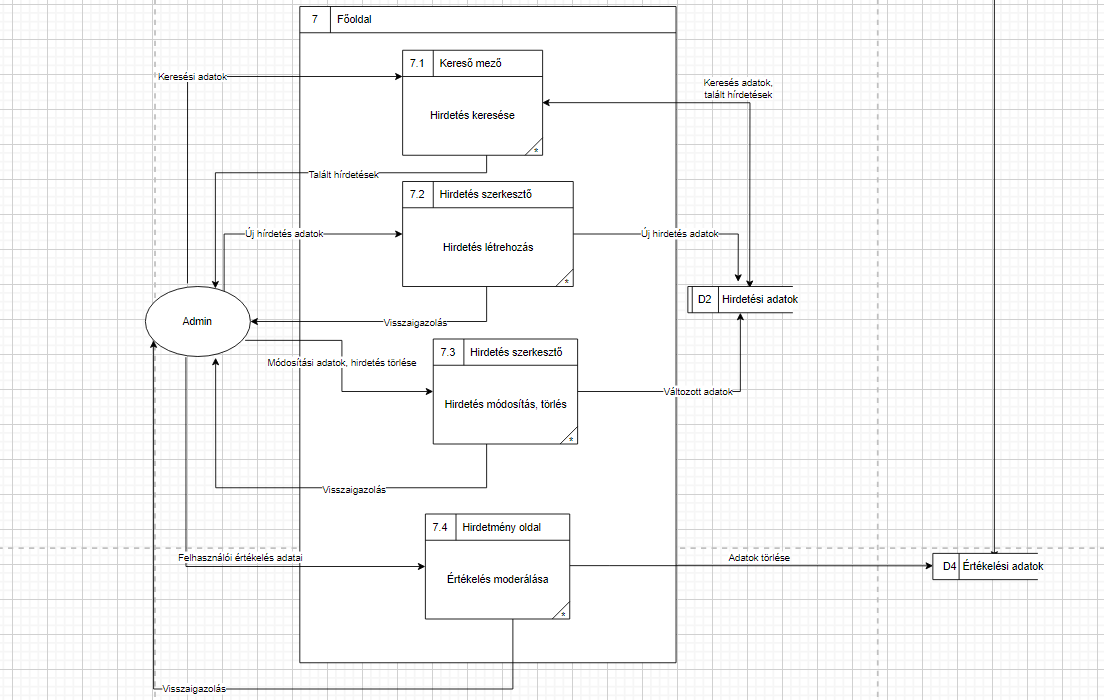 7 Főoldal
7.1 Kereső mező
Keresési adatok
Keresés adatok,
talált hírdetések
Hirdetés keresése
*
Talált hírdetések
7.2 Hirdetés szerkesztő
Új hírdetés adatok
Új hirdetés adatok
Hirdetés létrehozás
*
D2 Hirdetési adatok
Admin
Visszaigazolás
7.3 Hirdetés szerkesztő
Módosítási adatok, hirdetés törlése
Változott adatok
Hirdetés módosítás, törlés
*
Visszaigazolás
7.4 Hirdetmény oldal
Felhasználói értékelés adatai
Adatok törlése
D4 Értékelési adatok
Értékelés moderálása
*
Visszaigazolás